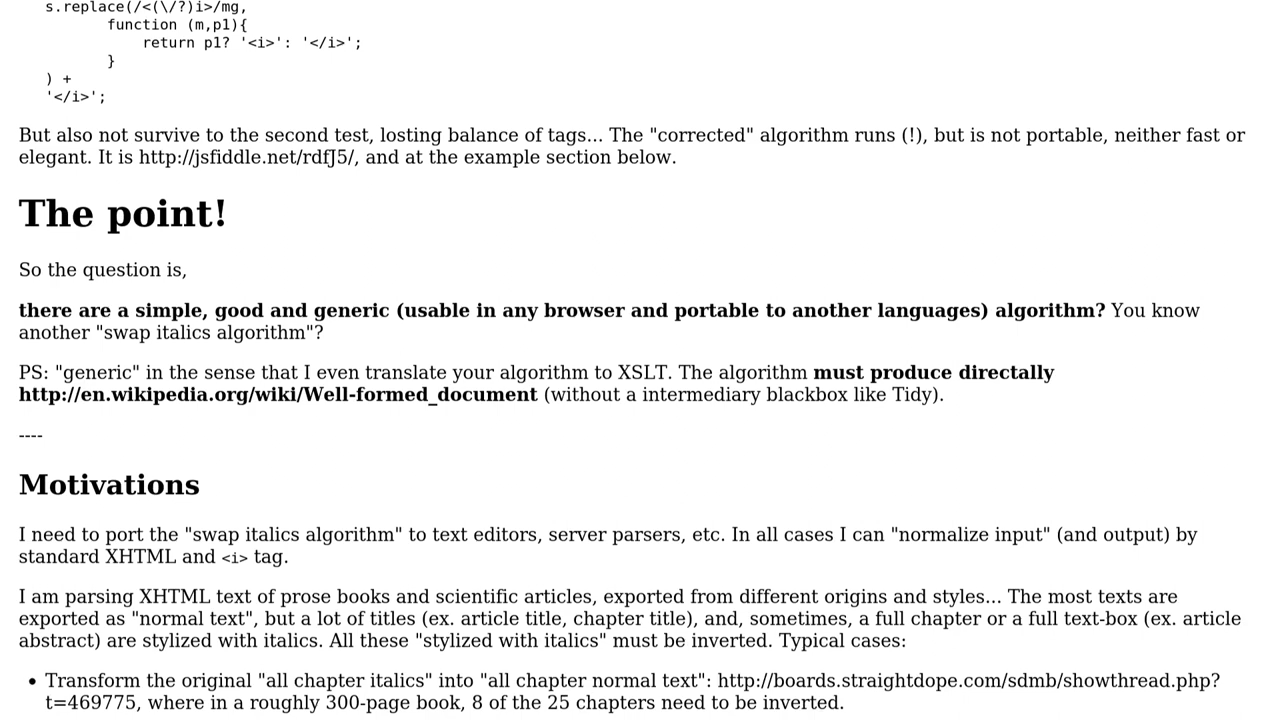 s.replace(/<(\/?)i>/mg,
function (m,p1){
return p1? '<i>': '</i>';
}
) +
'</i>';
But also not survive to the second test, losting balance of tags... The "corrected" algorithm runs (!), but is not portable, neither fast or
elegant. It is http://jsfiddle.net/rdfJ5/, and at the example section below.
The point!
So the question is,
there are a simple, good and generic (usable in any browser and portable to another languages) algorithm? You know
another "swap italics algorithm"?
PS: "generic" in the sense that I even translate your algorithm to XSLT. The algorithm must produce directally
http://en.wikipedia.org/wiki/Well-formed_document (without a intermediary blackbox like Tidy).
----
Motivations
I need to port the "swap italics algorithm" to text editors, server parsers, etc. In all cases I can "normalize input" (and output) by
standard XHTML and <i> tag.
I am parsing XHTML text of prose books and scientific articles, exported from different origins and styles... The most texts are
exported as "normal text", but a lot of titles (ex. article title, chapter title), and, sometimes, a full chapter or a full text-box (ex. article
abstract) are stylized with italics. All these "stylized with italics" must be inverted. Typical cases:
• Transform the original "all chapter italics" into "all chapter normal text": http://boards.straightdope.com/sdmb/showthread.php?
t=469775, where in a roughly 300-page book, 8 of the 25 chapters need to be inverted.